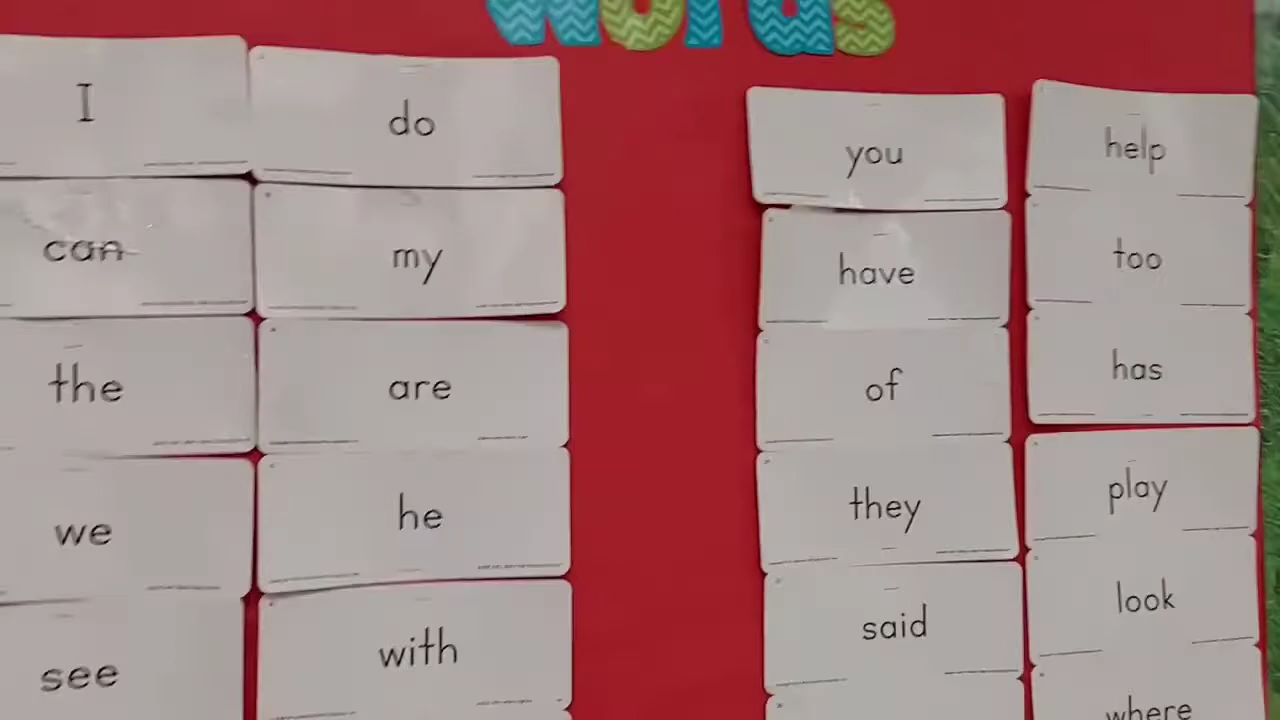 words
I
can
the
we
see
do
my
are
he
with
you
have
of
they
said
help
too
has
play
look
where